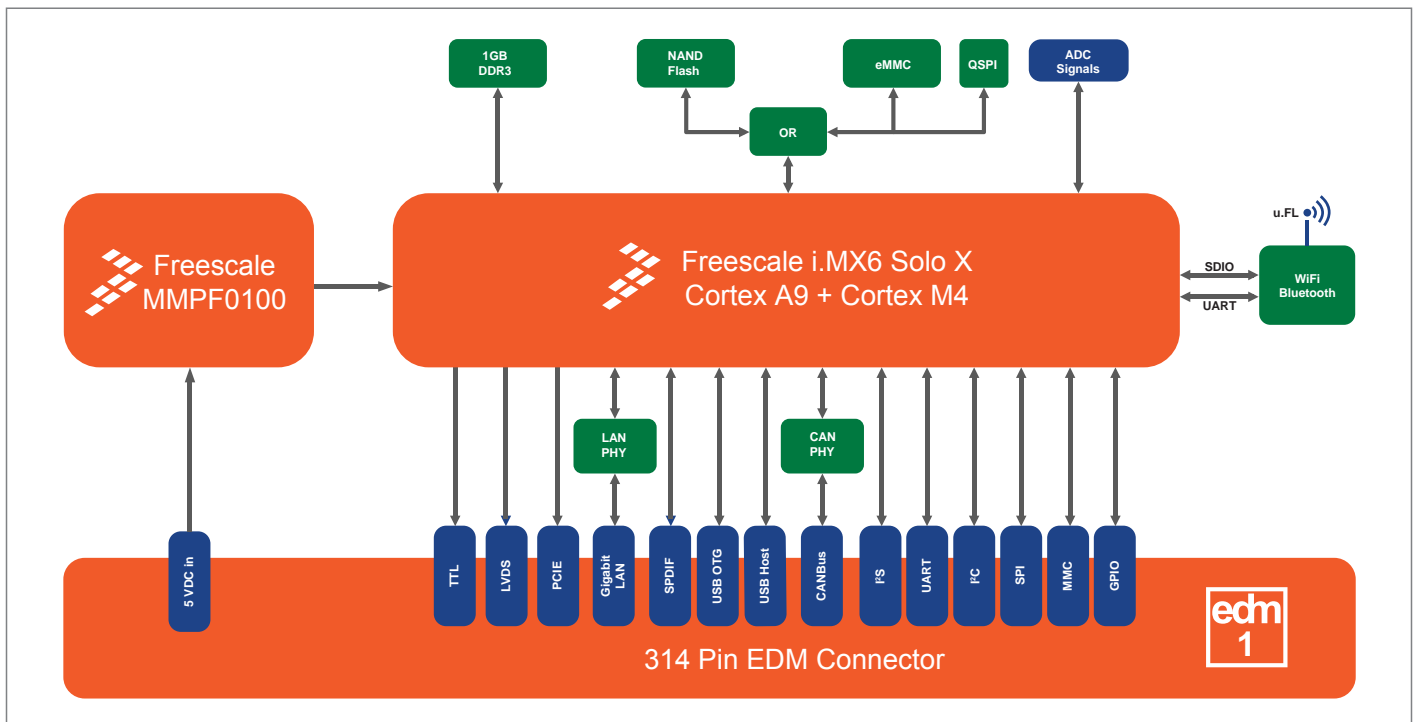 1GB
DDR3
NAND
Flash
eMMC
QSPI
ADC
Signals
OR
u.FL
Freescale
MMPF0100
Freescale i.MX6 Solo X
Cortex A9 + Cortex M4
SDIO
UART
WiFi
Bluetooth
LAN
PHY
CAN
PHY
5 VDC in
TTL
LVDS
PCIE
Gigabit
LAN
SPDIF
USB OTG
USB Host
CANBus
I²S
UART
I²C
SPI
MMC
GPIO
edm
1
314 Pin EDM Connector